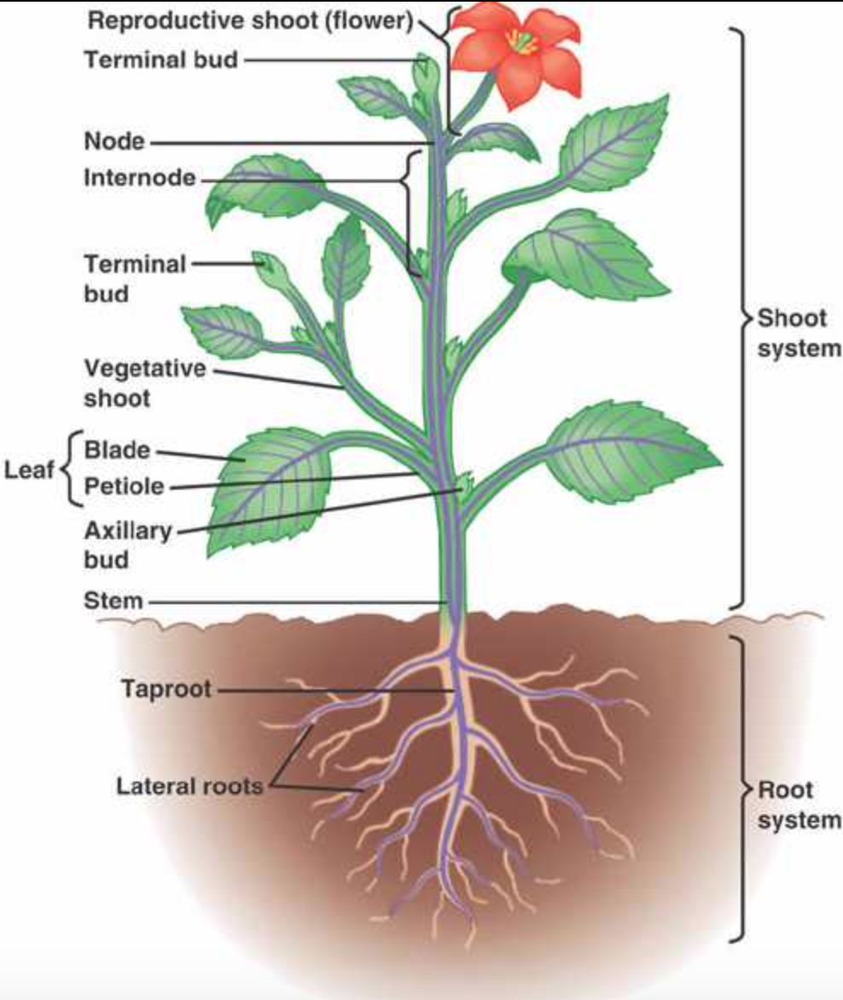 Reproductive shoot (flower)
Terminal bud
Node
Internode
Terminal
bud
Vegetative
shoot
Leaf
Blade
Petiole
Axillary
bud
Stem
Taproot
Lateral roots
Shoot
system
Root
system